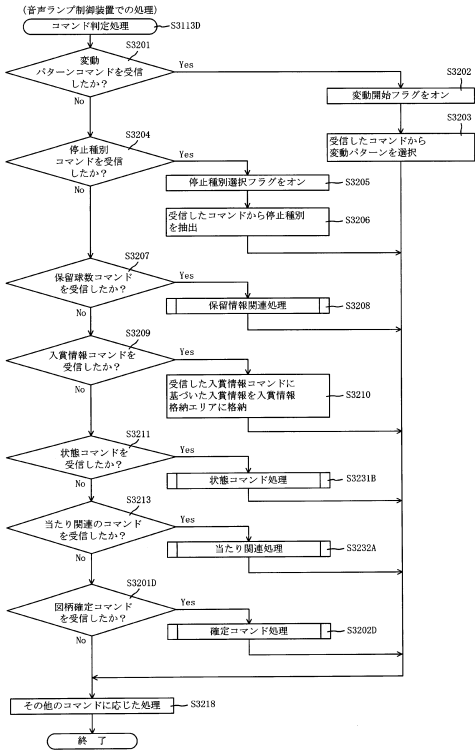 (音声ランプ制御装置での処理)
コマンド判定処理
S3113D
S3201
変動
パターンコマンドを受信
したか?
Yes
No
S3202
変動開始フラグをオン
S3203
受信したコマンドから
変動パターンを選択
S3204
停止種別
コマンドを受信
したか?
Yes
No
停止種別選択フラグをオン
S3205
受信したコマンドから停止種別
を抽出
S3206
S3207
保留球数コマンド
を受信したか?
Yes
No
保留情報関連処理
S3208
S3209
入賞情報コマンドを
受信したか?
Yes
No
受信した入賞情報コマンドに
基づいた入賞情報を入賞情報
格納エリアに格納
S3210
S3211
状態コマンドを
受信したか?
Yes
No
状態コマンド処理
S3231B
S3213
当たり関連のコマンド
を受信したか?
Yes
No
当たり関連処理
S3232A
S3201D
図柄確定コマンド
を受信したか?
Yes
No
確定コマンド処理
S3202D
その他のコマンドに応じた処理
S3218
終了